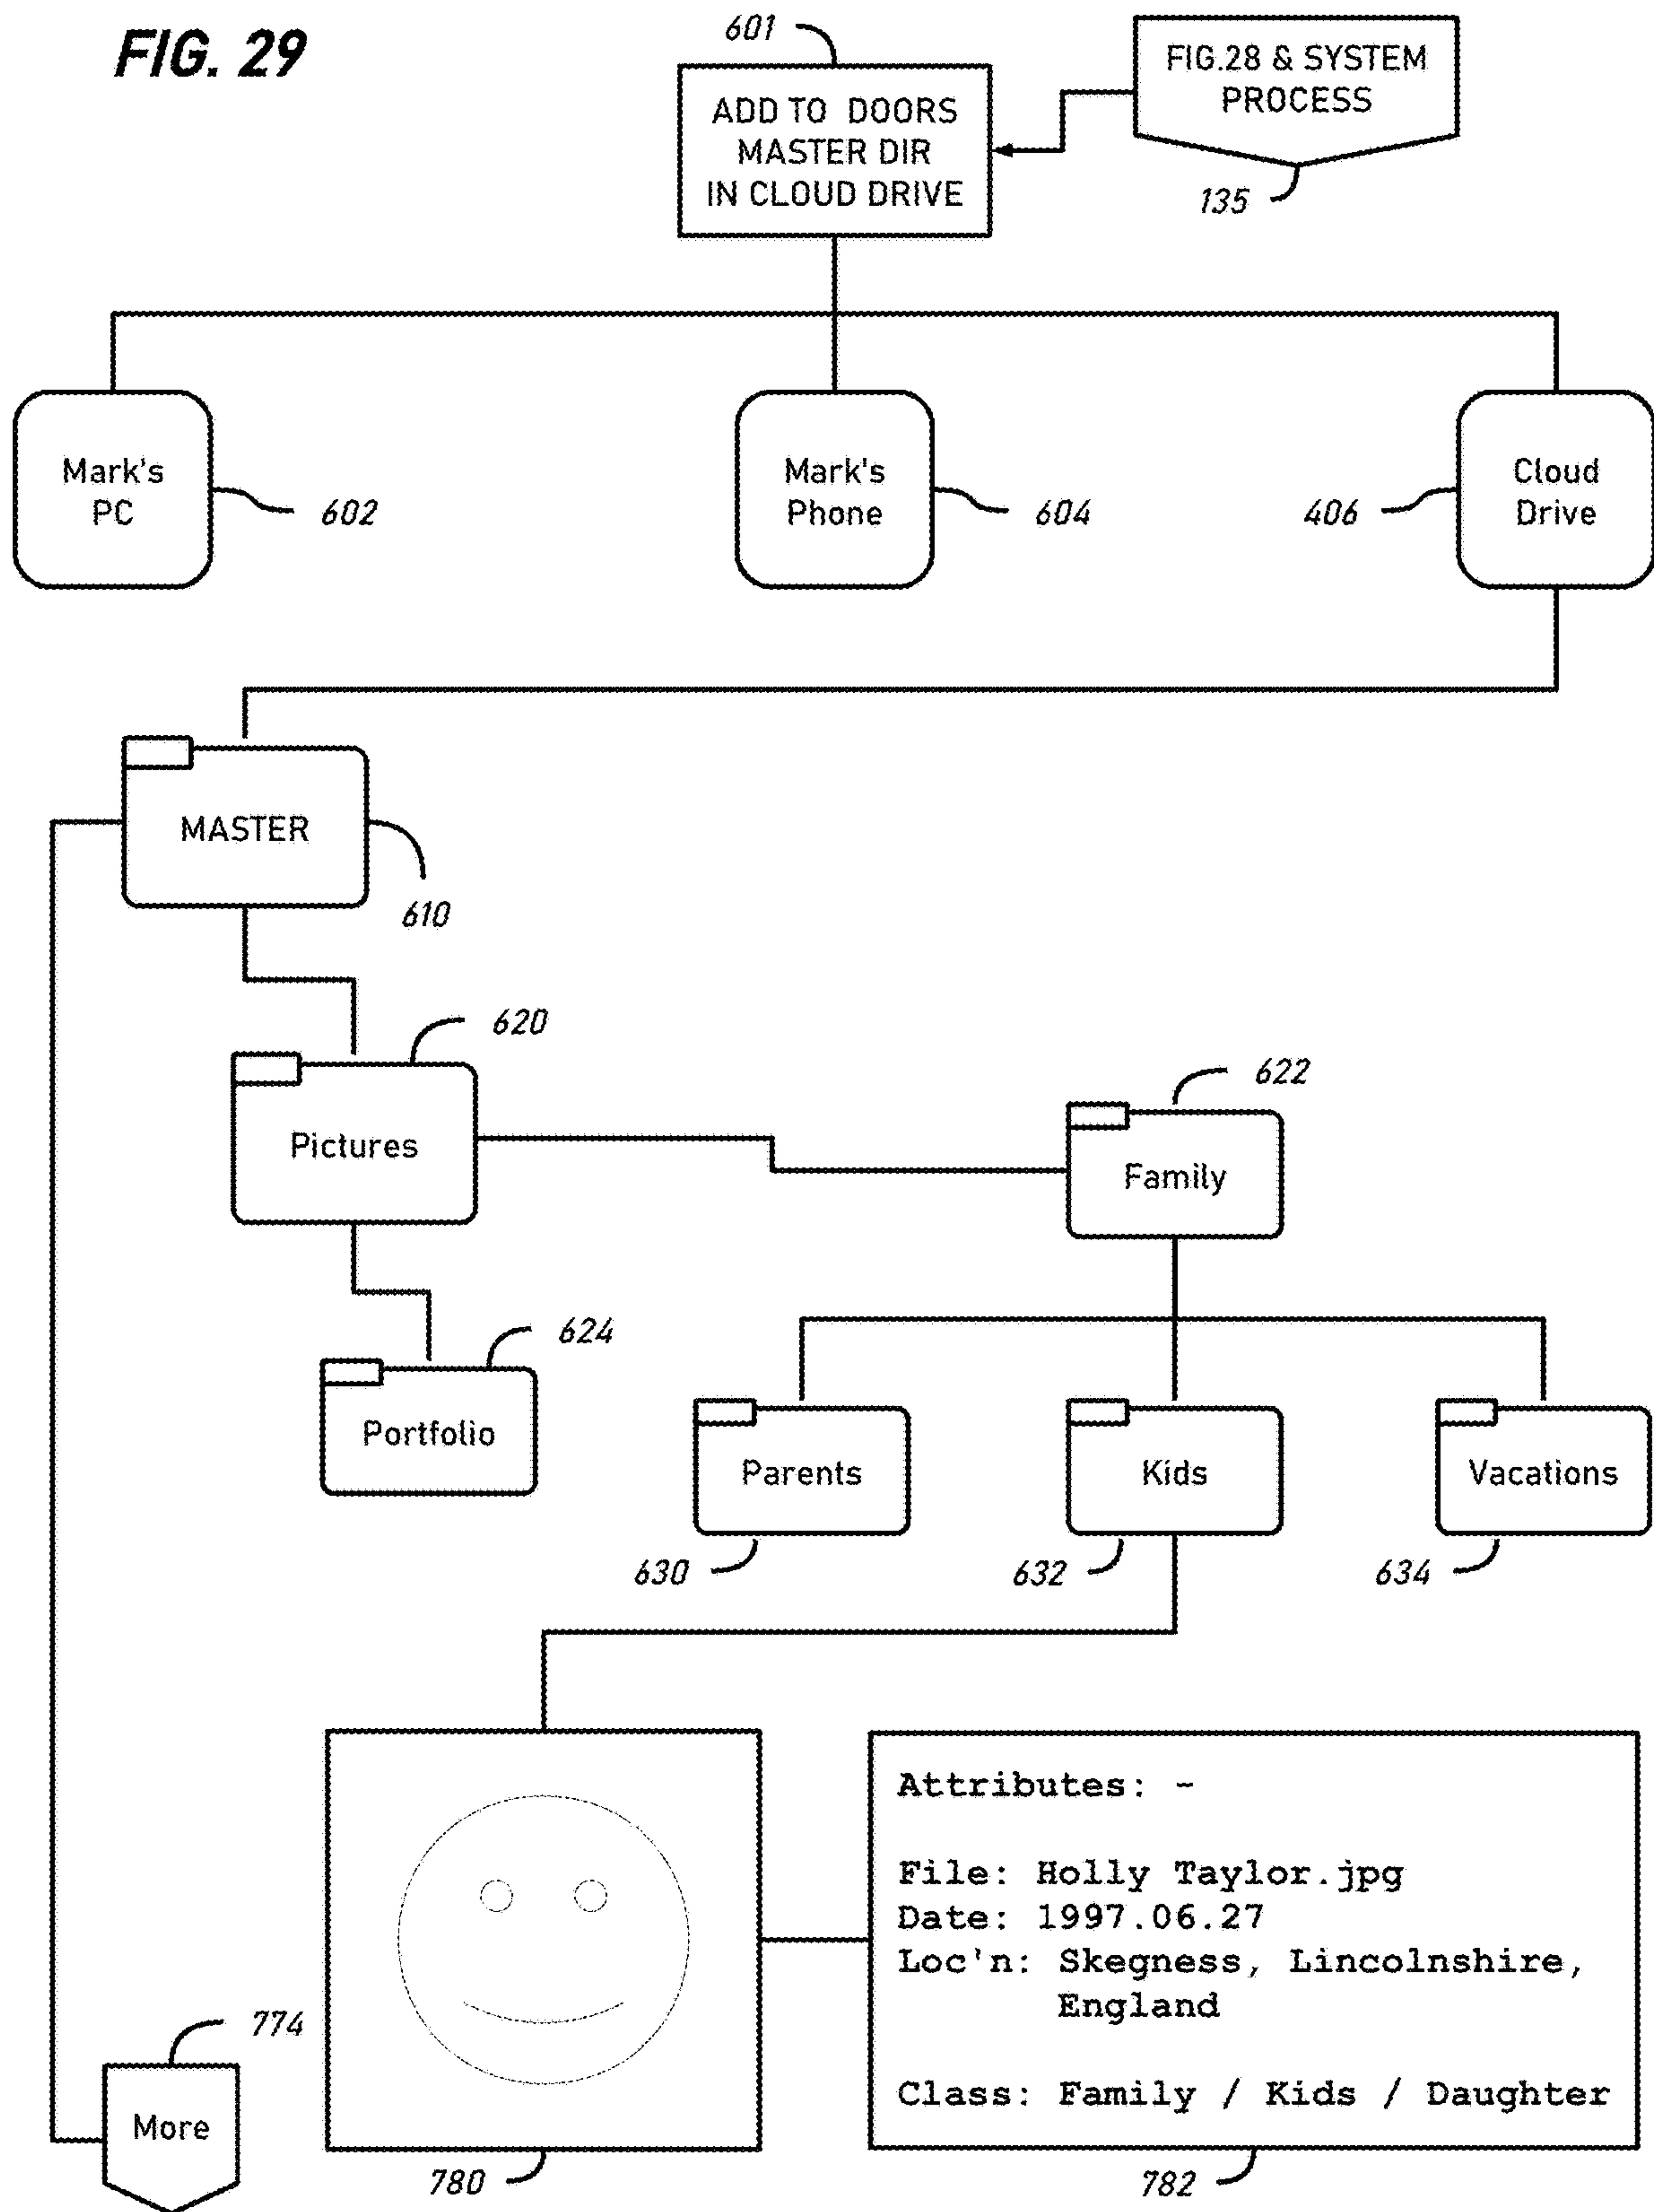 FIG. 29
601
FIG.28 & SYSTEM
PROCESS
ADD TO DOORS
MASTER DIR
IN CLOUD DRIVE
135
Mark's
PC
602
Mark's
Phone
604
406
Cloud
Drive
MASTER
610
620
Pictures
622
Family
624
Portfolio
Parents
Kids
Vacations
630
632
634
Attributes: -
File: Holly Taylor.jpg
Date: 1997.06.27
Loc'n: Skegness, Lincolnshire,
England
Class: Family / Kids / Daughter
774
More
780
782